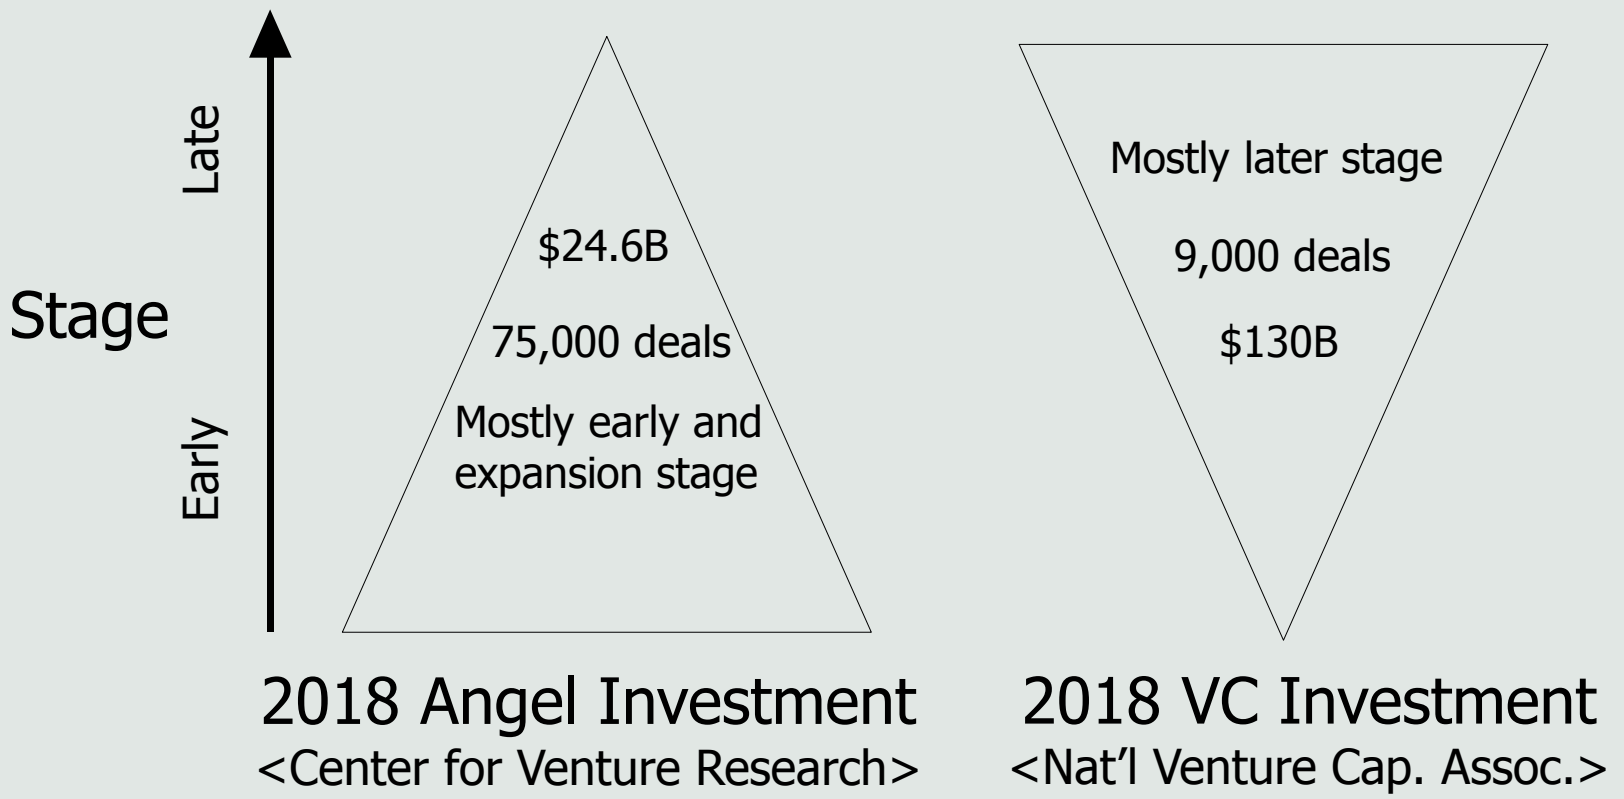 Stage
Late
Early
$24.6B
75,000 deals
Mostly early and
expansion stage
2018 Angel Investment
<Center for Venture Research>
Mostly later stage
9,000 deals
$130B
2018 VC Investment
<Nat’l Venture Cap. Assoc.>